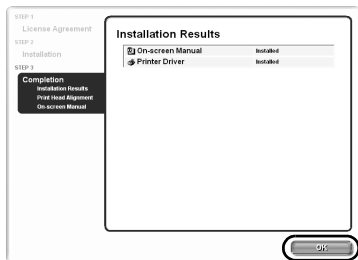 STEP 1
License Agreement
STEP 2
Installation
STEP 3
Completion
Installation Results
Print Head Alignment
On-screen Manual
Installation Results
On-screen Manual Installed
Printer Driver Installed
OK